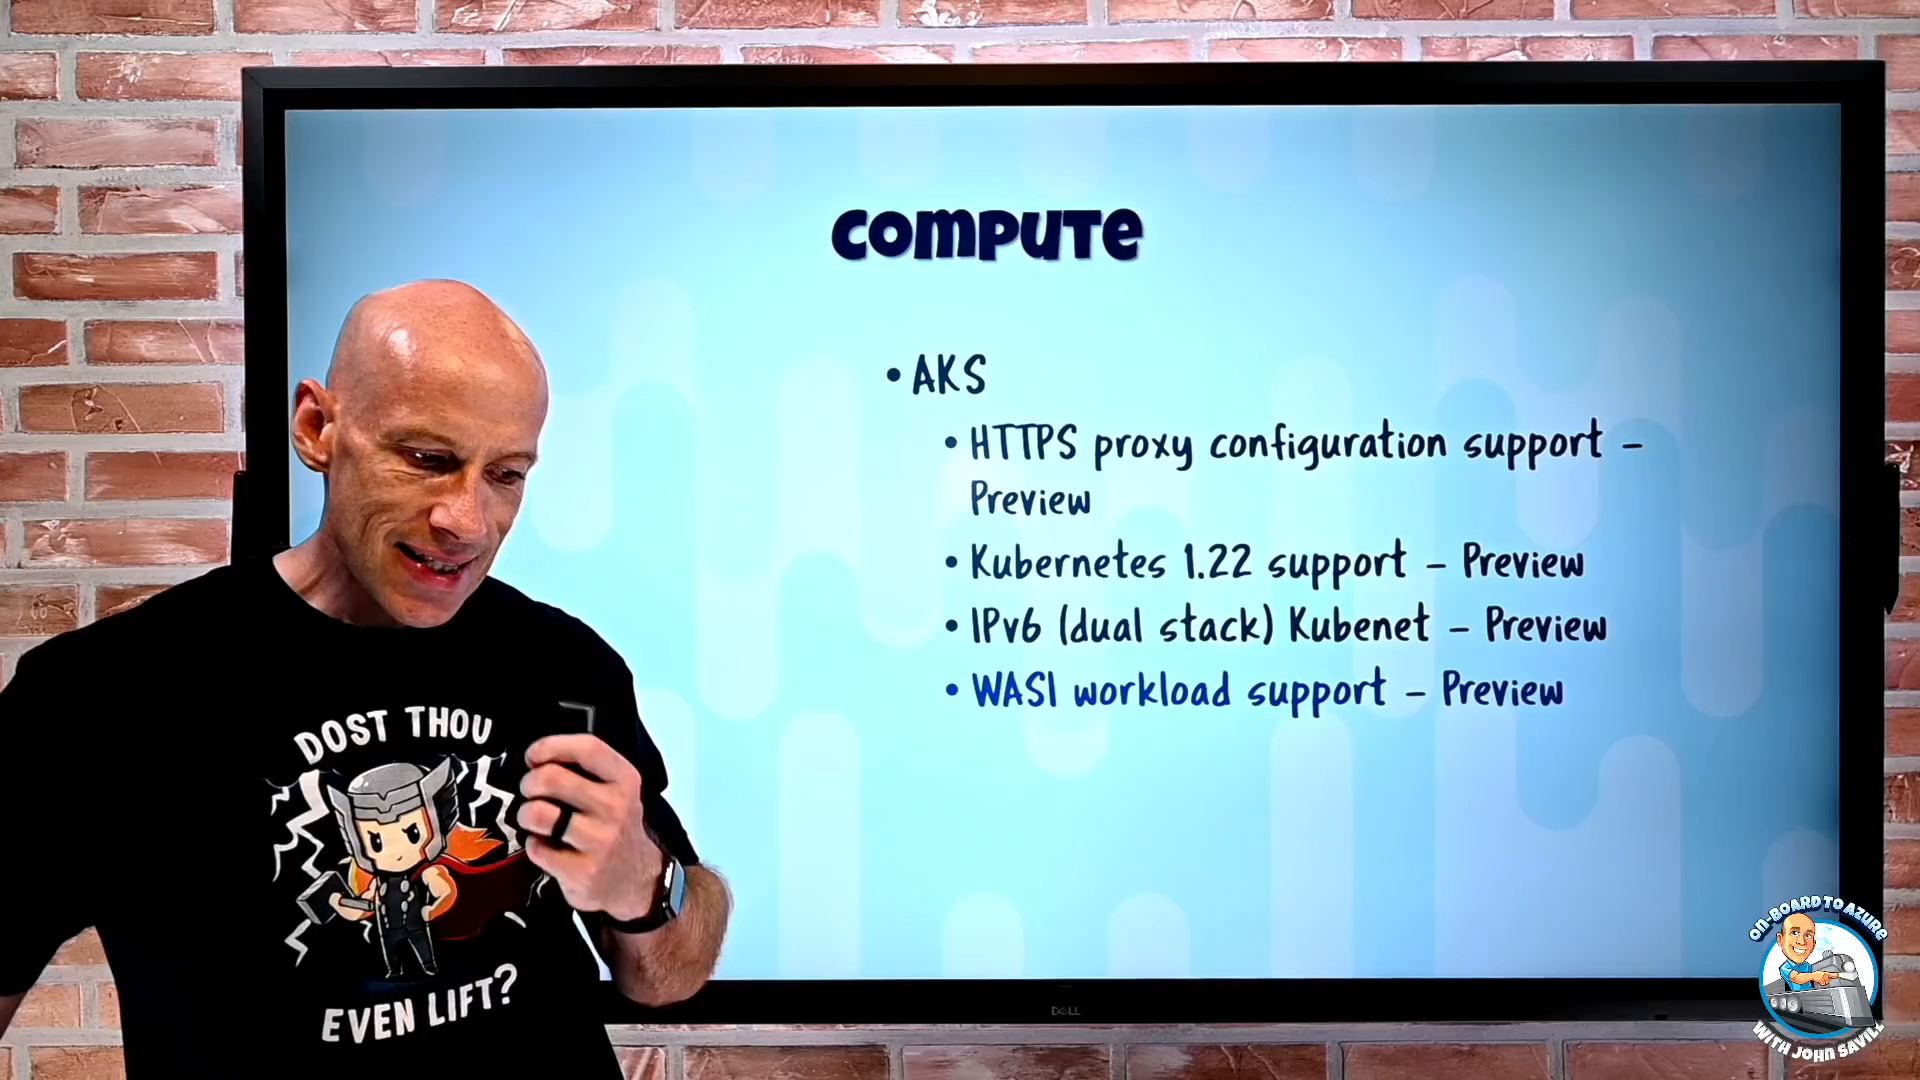 COMPUTE
• AKS
• HTTPS proxy configuration support –
Preview
• Kubernetes 1.22 support – Preview
• IPv6 (dual stack) Kubenet – Preview
• WASI workload support – Preview
DOST THOU
EVEN LIFT?
DELL
ON-BOARD TO AZURE
WITH JOHN SAVILL